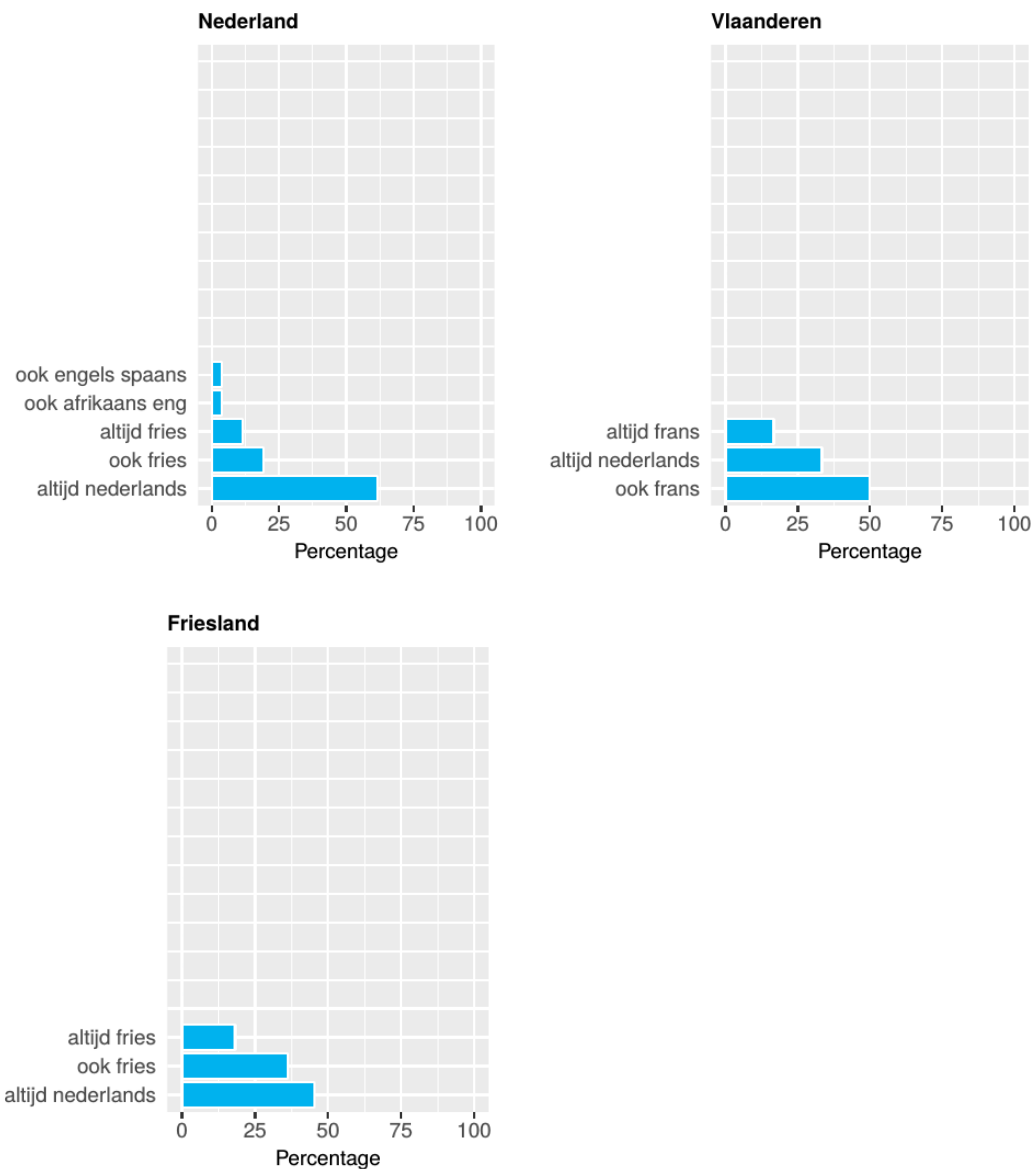 Nederland
ook engels spaans
ook afrikaans eng
altijd fries
ook fries
altijd nederlands
0 25 50 75 100
Percentage
Vlaanderen
altijd frans
altijd nederlands
ook frans
0 25 50 75 100
Percentage
Friesland
altijd fries
ook fries
altijd nederlands
0 25 50 75 100
Percentage